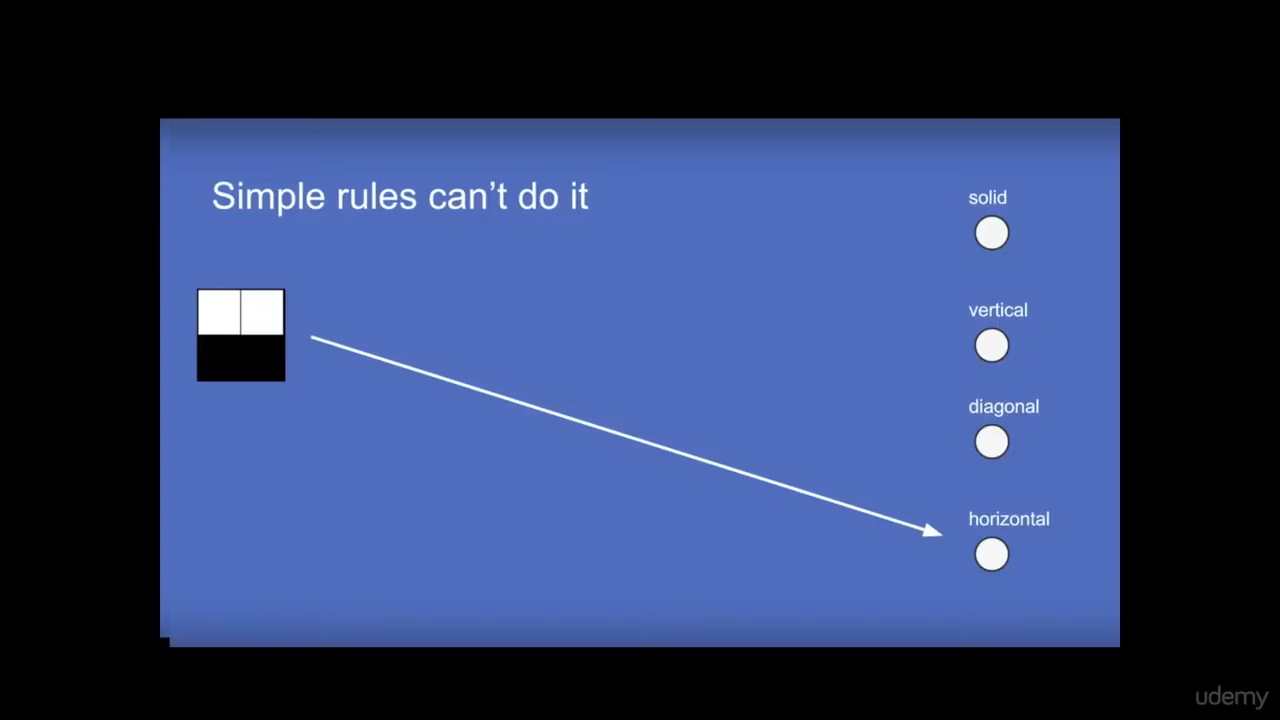 Simple rules can't do it
solid
vertical
diagonal
horizontal
udemy